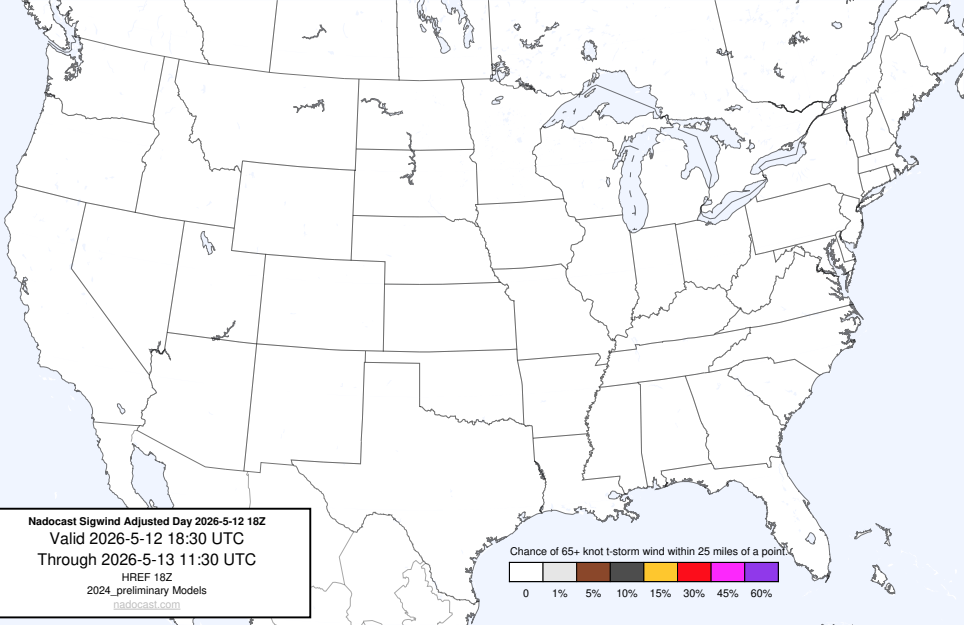 Nadocast Sigwind Adjusted Day 2026-5-12 18Z
Valid 2026-5-12 18:30 UTC
Through 2026-5-13 11:30 UTC
HREF 18Z
2024_preliminary Models
nadocast.com
Chance of 65+ knot t-storm wind within 25 miles of a point.
0 1% 5% 10% 15% 30% 45% 60%